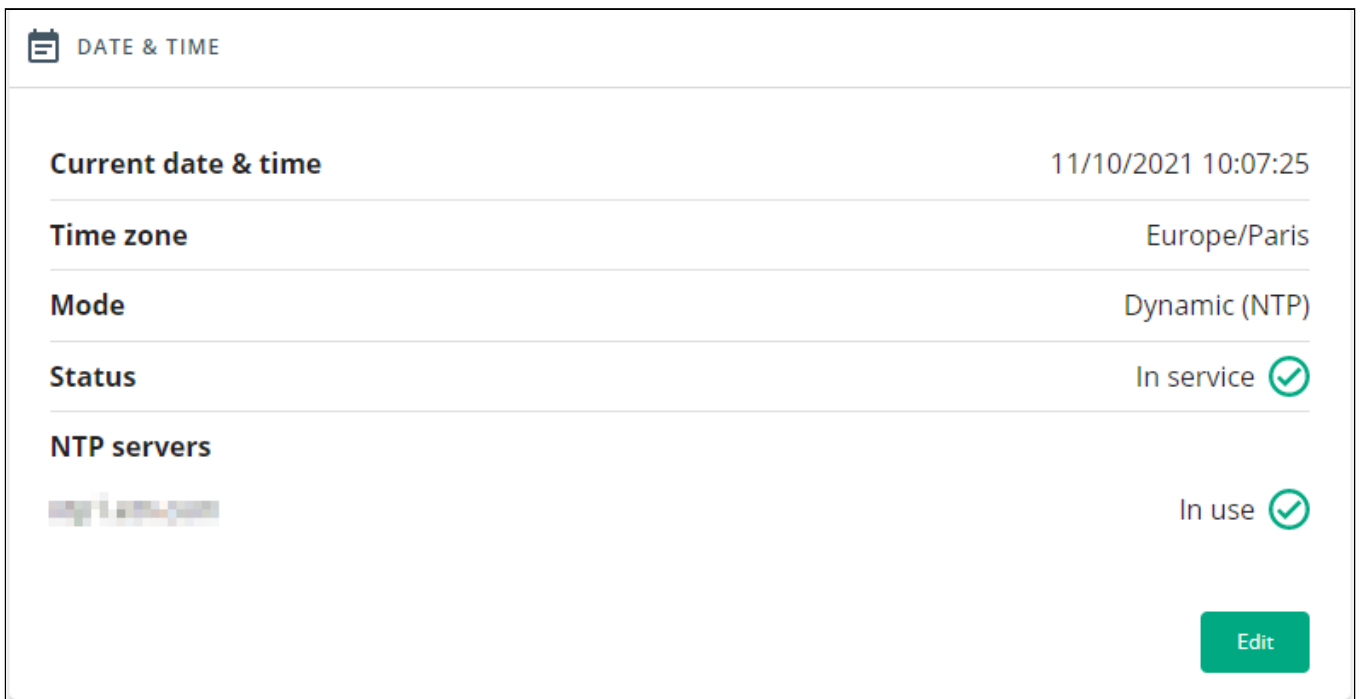 DATE & TIME
Current date & time 11/10/2021 10:07:25
Time zone Europe/Paris
Mode Dynamic (NTP)
Status In service
NTP servers
In use
Edit